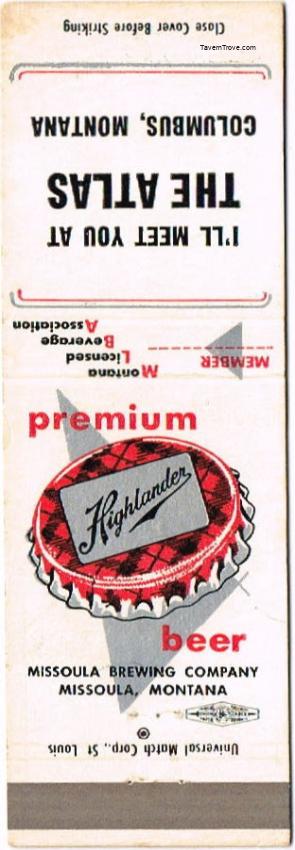 Close Cover Before Striking
TavernTrove.com
I'LL MEET YOU AT
THE ATLAS
COLUMBUS, MONTANA
MEMBER
Montana
Licensed
Beverage
Association
premium
Highlander
beer
MISSOULA BREWING COMPANY
MISSOULA, MONTANA
Universal Match Corp., St Louis